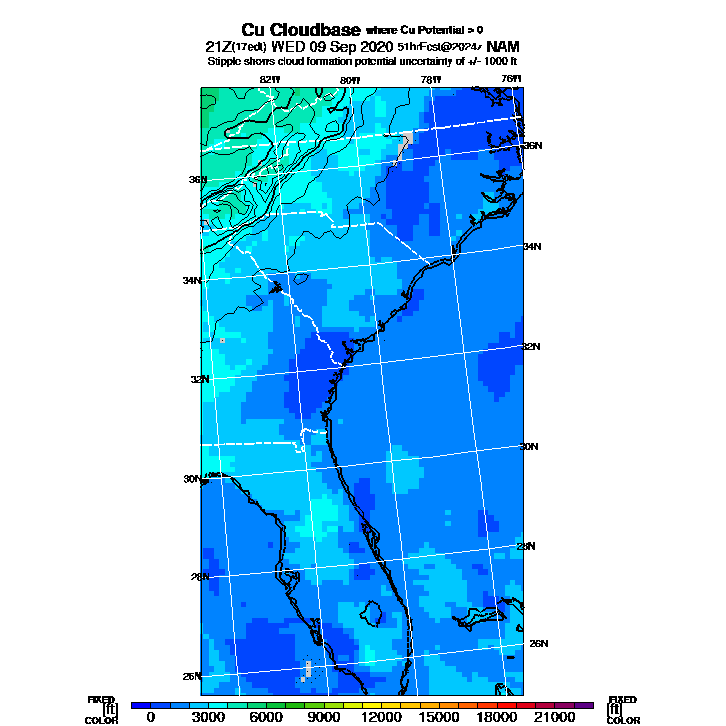 Cu Cloudbase where Cu Potential > 0
21Z(17edt) WED 09 Sep 2020 51hrFcst@2024z NAM
Stipple shows cloud formation potential uncertainty of +/- 1000 ft
82W 80W 78W 76W
36N 36N
34N 34N
32N 32N
30N 30N
28N 28N
26N 26N
FIXED FIXED
[ft] [ft]
COLOR COLOR
0 3000 6000 9000 12000 15000 18000 21000